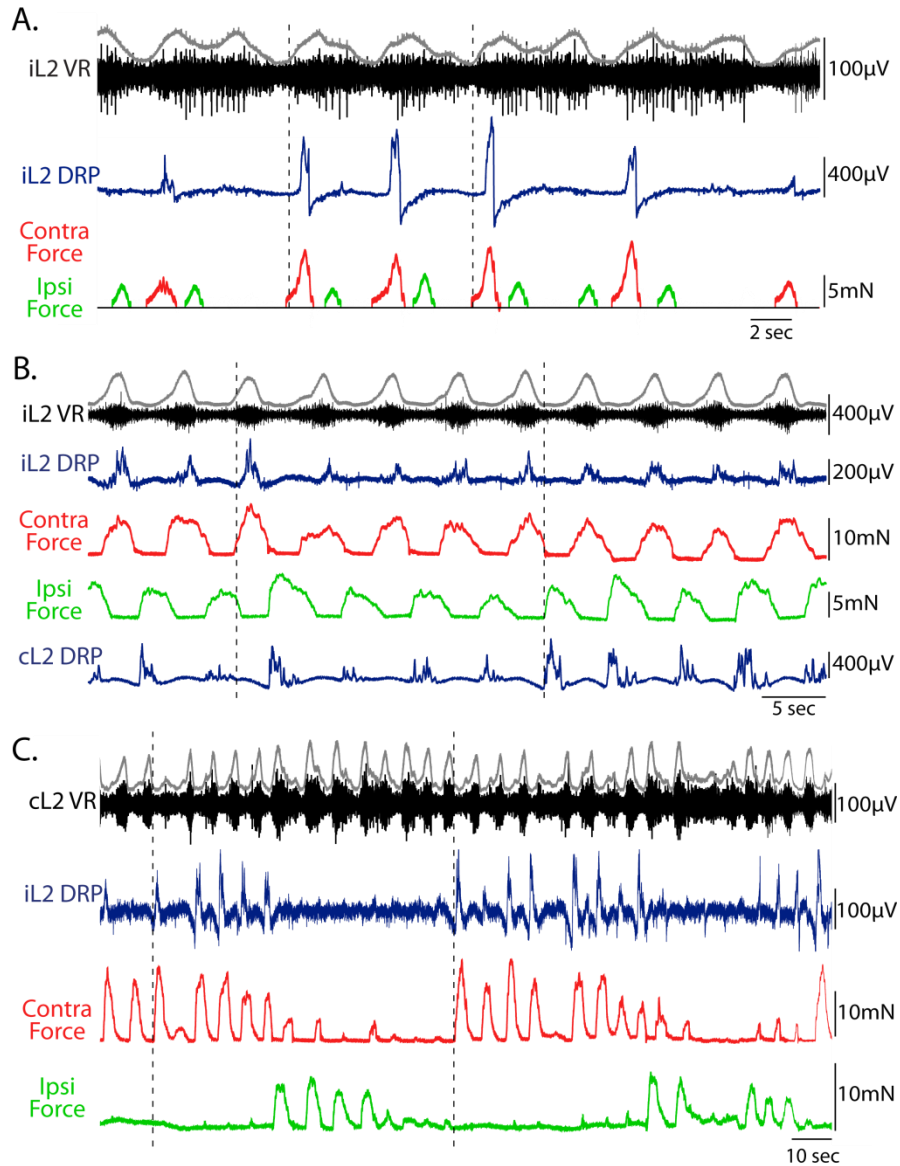 A.
iL2 VR
100µV
iL2 DRP
400µV
Contra
Force
Ipsi
Force
5mN
2 sec
B.
iL2 VR
400µV
iL2 DRP
200µV
Contra
Force
10mN
Ipsi
Force
5mN
cL2 DRP
400µV
5 sec
C.
cL2 VR
100µV
iL2 DRP
100µV
Contra
Force
10mN
Ipsi
Force
10mN
10 sec